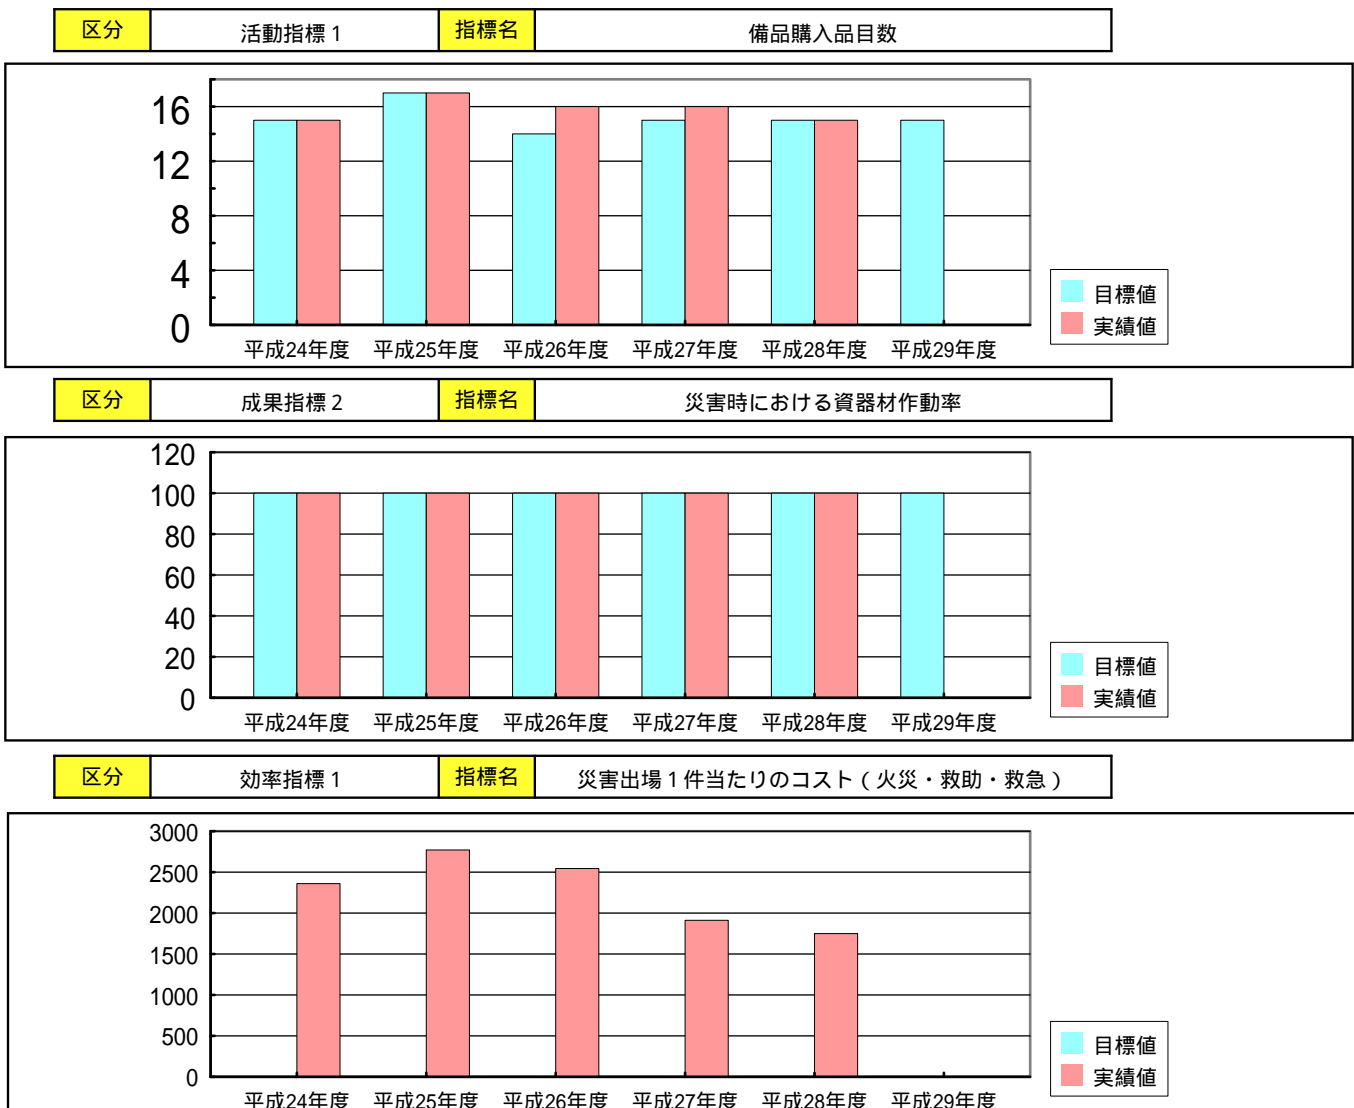 区分 活動指標1 指標名 備品購入品目数
16
12
8
4
0
平成24年度 平成25年度 平成26年度 平成27年度 平成28年度 平成29年度
目標値
実績値
区分 成果指標2 指標名 災害時における資器材作動率
120
100
80
60
40
20
0
平成24年度 平成25年度 平成26年度 平成27年度 平成28年度 平成29年度
目標値
実績値
区分 効率指標1 指標名 災害出場1件当たりのコスト(火災・救助・救急)
3000
2500
2000
1500
1000
500
0
平成24年度 平成25年度 平成26年度 平成27年度 平成28年度 平成29年度
目標値
実績値